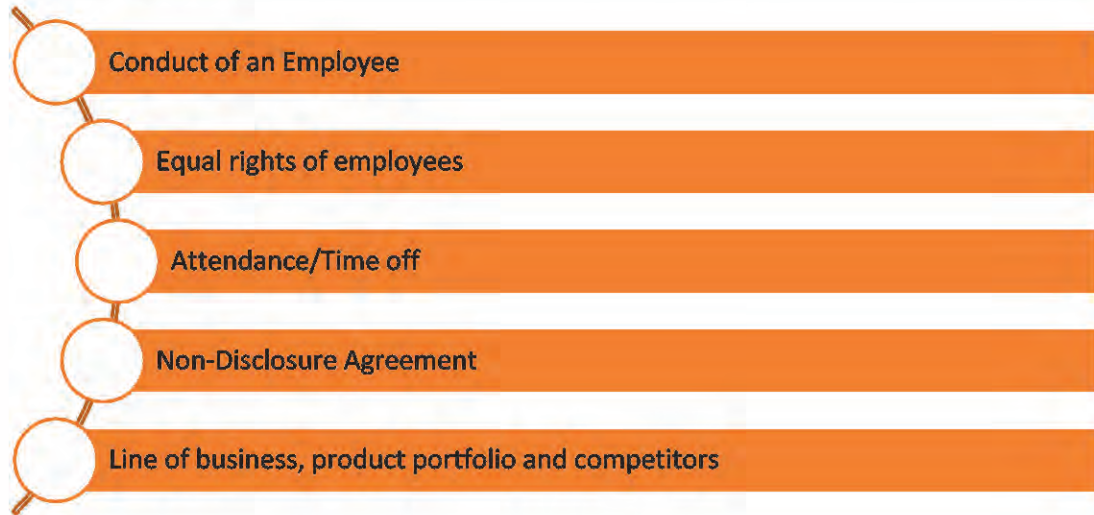 Conduct of an Employee
Equal rights of employees
Attendance/Time off
Non-Disclosure Agreement
Line of business, product portfolio and competitors